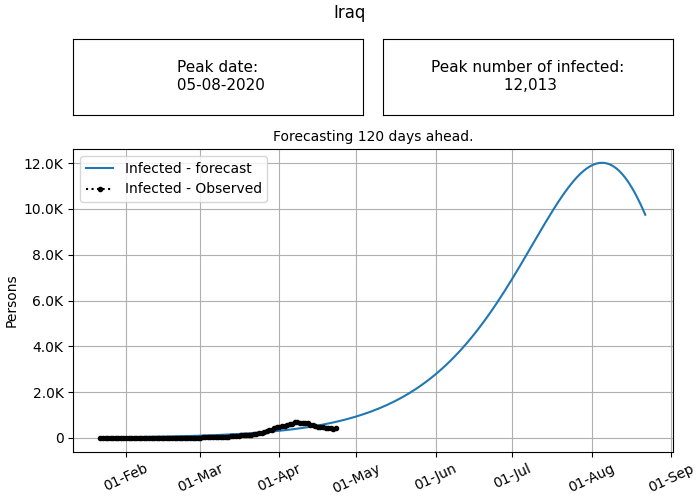 Iraq
Peak date:
05-08-2020
Peak number of infected:
12,013
Forecasting 120 days ahead.
Infected - forecast
Infected - Observed
12.0K
10.0K
8.0K
6.0K
4.0K
2.0K
0
Persons
01-Feb
01-Mar
01-Apr
01-May
01-Jun
01-Jul
01-Aug
01-Sep